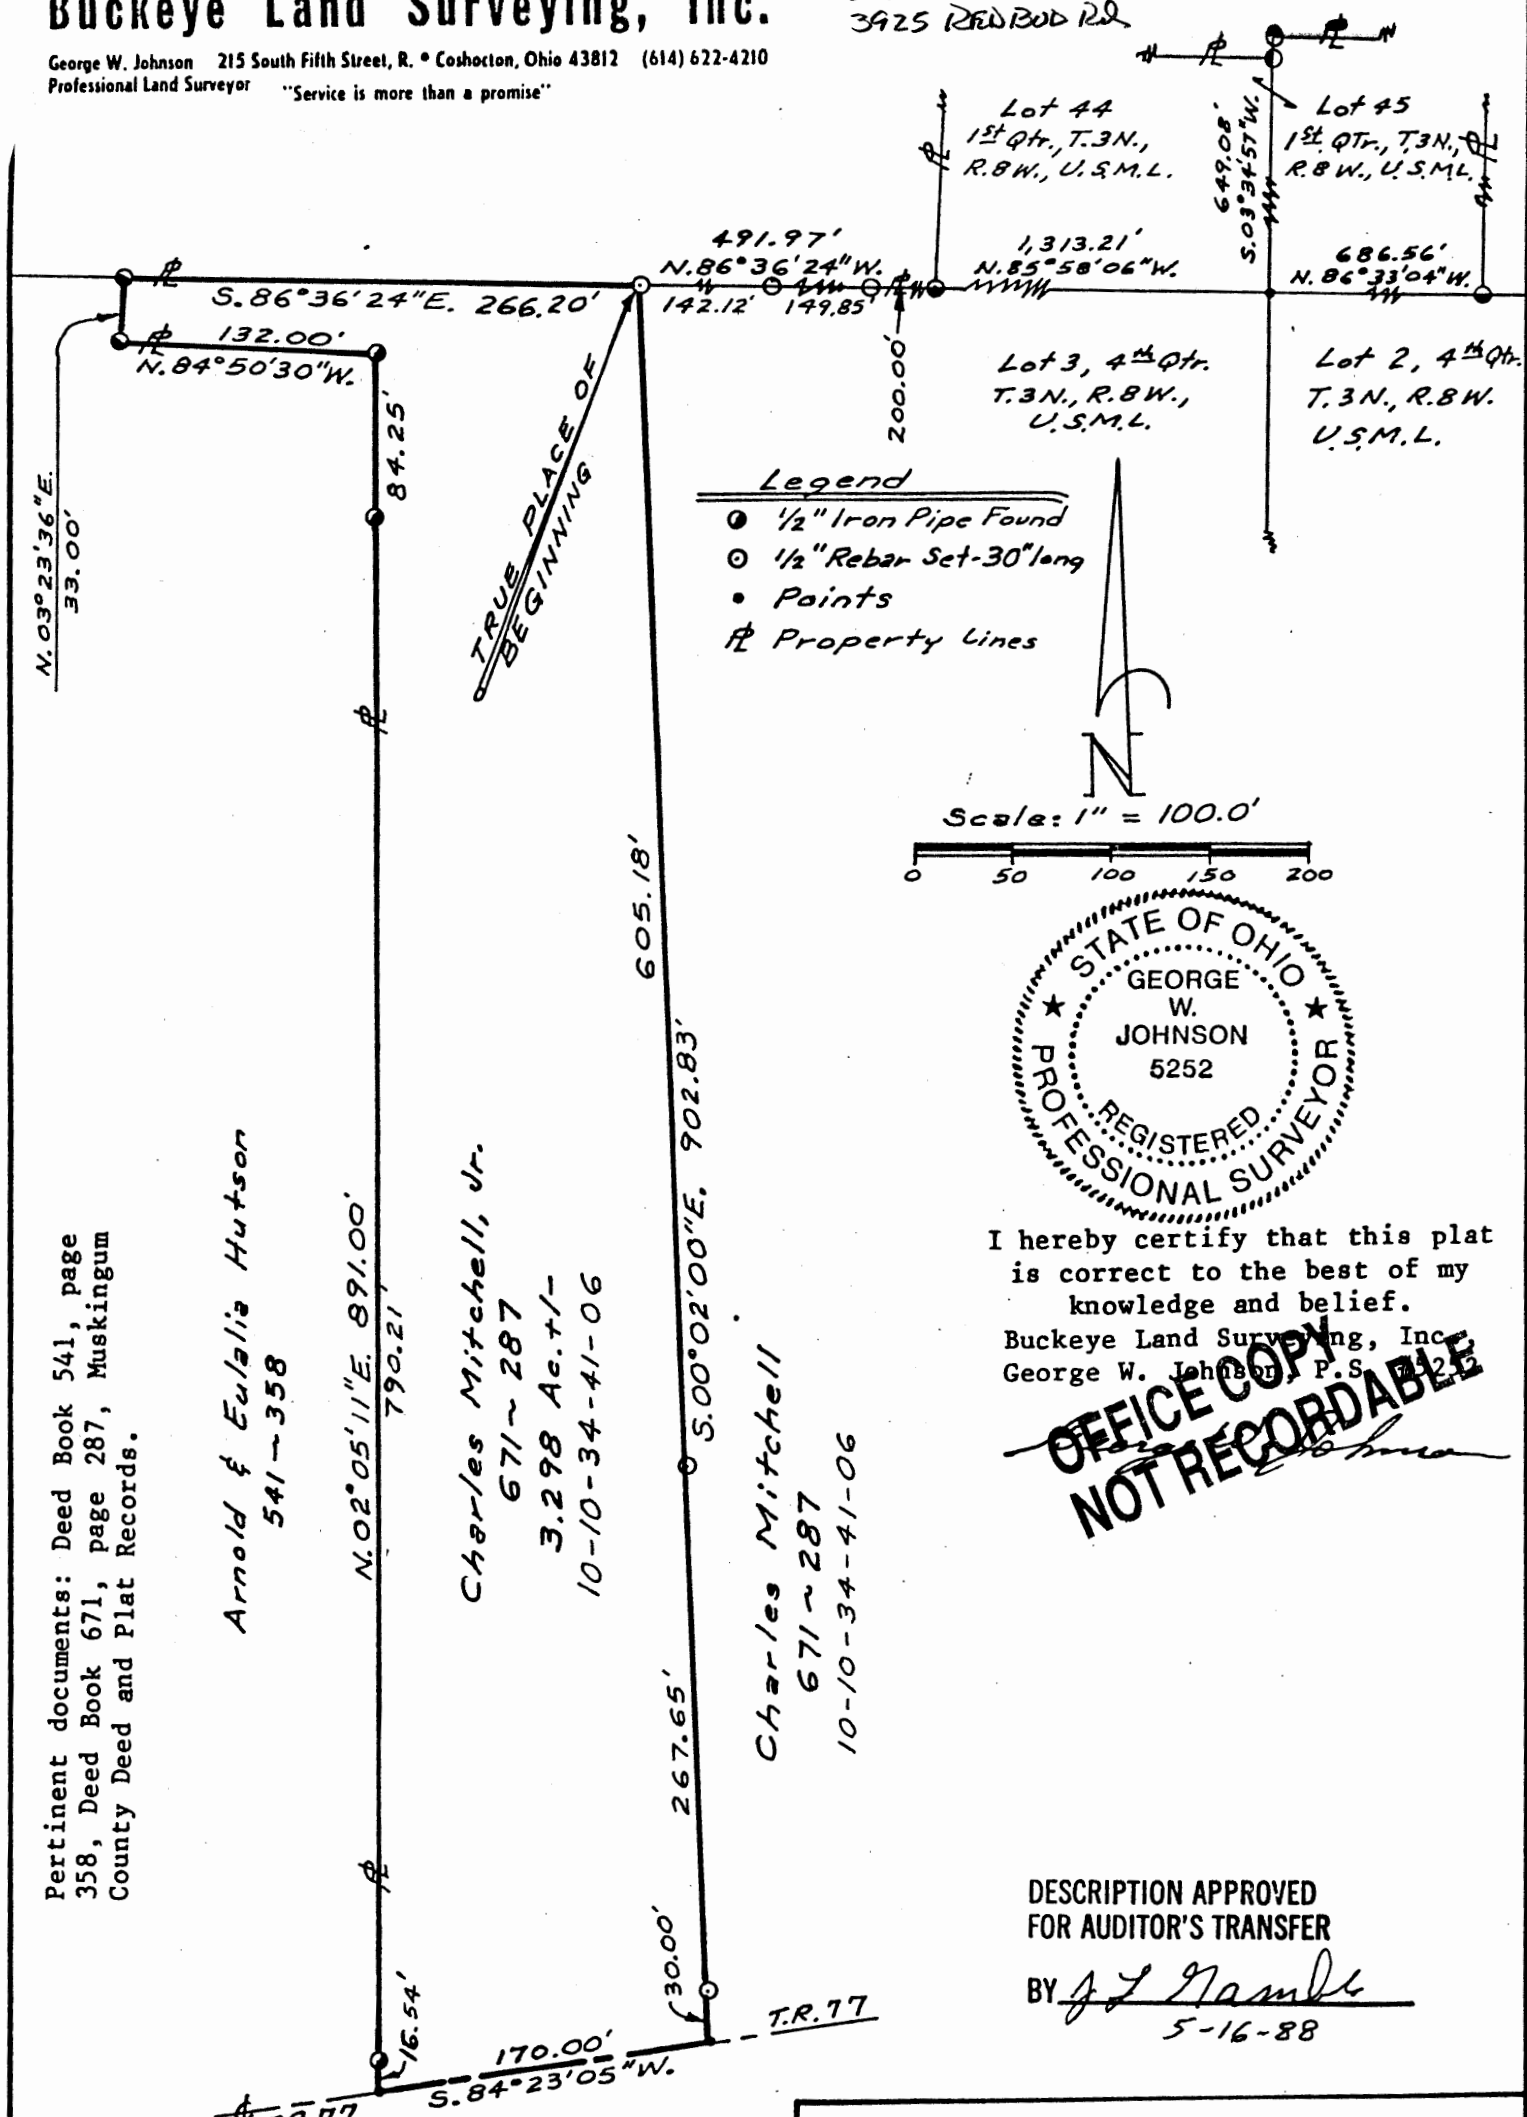 Buckeye Land Surveying, Inc.
3925 REDBUD Rd
George W. Johnson 215 South Fifth Street, R. • Coshocton, Ohio 43812 (614) 622-4210
Professional Land Surveyor "Service is more than a promise"
Lot 44
1st Qtr., T.3N.,
R.8W., U.S.M.L.
649.08'
S.03°34'57"W.
Lot 45
1st QTr., T.3N.,
R.8W., U.S.M.L.
491.97'
N.86°36'24"W.
142.12' 149.85'
1,313.21'
N.85°58'06"W.
686.56'
N.86°33'04"W.
S.86°36'24"E. 266.20'
132.00'
N.84°50'30"W.
84.25'
N.03°23'36"E.
33.00'
TRUE PLACE OF
BEGINNING
200.00'
Lot 3, 4th Qtr.
T.3N., R.8W.,
U.S.M.L.
Lot 2, 4th Qtr.
T.3N., R.8W.
U.S.M.L.
Legend
1/2" Iron Pipe Found
1/2" Rebar Set-30" long
Points
PL Property Lines
N
Scale: 1" = 100.0'
0 50 100 150 200
STATE OF OHIO
GEORGE
W.
JOHNSON
5252
REGISTERED
PROFESSIONAL SURVEYOR
605.18'
S.00°02'00"E. 902.83'
267.65'
30.00'
I hereby certify that this plat
is correct to the best of my
knowledge and belief.
Buckeye Land Surveying, Inc.,
George W. Johnson, P.S. #5252
OFFICE COPY
NOT RECORDABLE
Pertinent documents: Deed Book 541, page
358, Deed Book 671, page 287, Muskingum
County Deed and Plat Records.
Arnold & Eulalia Hutson
541~358
N.02°05'11"E. 891.00'
790.21'
Charles Mitchell, Jr.
671~287
3.298 Ac.+/-
10-10-34-41-06
Charles Mitchell
671~287
10-10-34-41-06
16.54'
170.00'
S.84°23'05"W.
T.R.77
DESCRIPTION APPROVED
FOR AUDITOR'S TRANSFER
BY
5-16-88